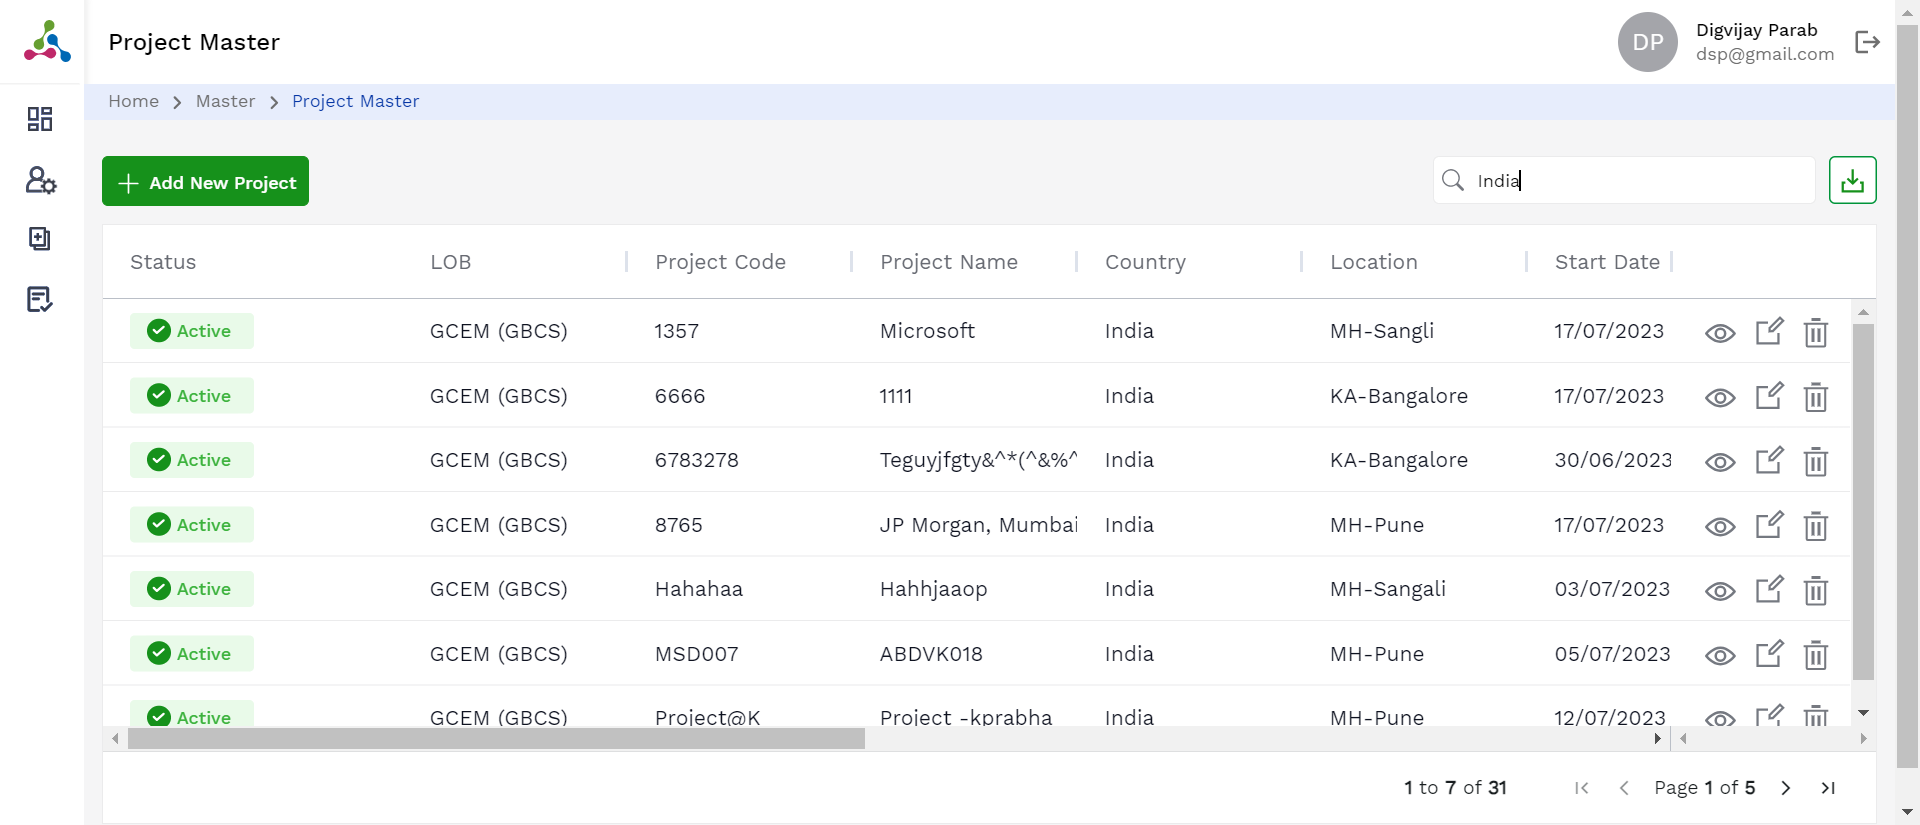 Project Master
DP
Digvijay Parab
dsp@gmail.com
Home > Master > Project Master
Add New Project
India
Status LOB Project Code Project Name Country Location Start Date
Active GCEM (GBCS) 1357 Microsoft India MH-Sangli 17/07/2023
Active GCEM (GBCS) 6666 1111 India KA-Bangalore 17/07/2023
Active GCEM (GBCS) 6783278 Teguyjfgty&^*(^&%^ India KA-Bangalore 30/06/2023
Active GCEM (GBCS) 8765 JP Morgan, Mumbai India MH-Pune 17/07/2023
Active GCEM (GBCS) Hahahaa Hahhjaaop India MH-Sangali 03/07/2023
Active GCEM (GBCS) MSD007 ABDVK018 India MH-Pune 05/07/2023
Active GCEM (GBCS) Project@K Project -kprabha India MH-Pune 12/07/2023
1 to 7 of 31 Page 1 of 5